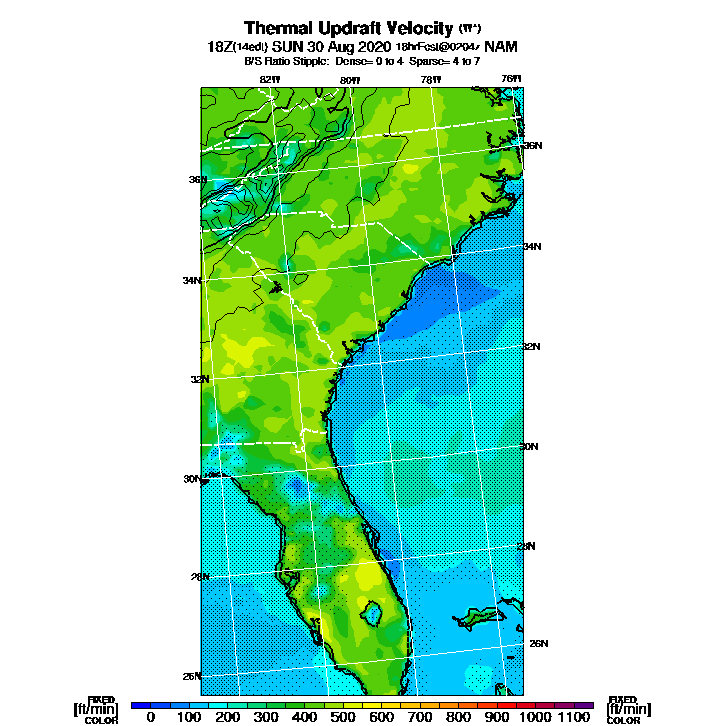 Thermal Updraft Velocity (W*)
18Z(14edt) SUN 30 Aug 2020 NAM
B/S Ratio Stipple: Dense= 0 to 4 Sparse= 4 to 7
82W 80W 78W 76W
36N
36N
34N
34N
32N
32N
30N
30N
28N
28N
26N
26N
FIXED
[ft/min]
COLOR
0 100 200 300 400 500 600 700 800 900 1000 1100
FIXED
[ft/min]
COLOR